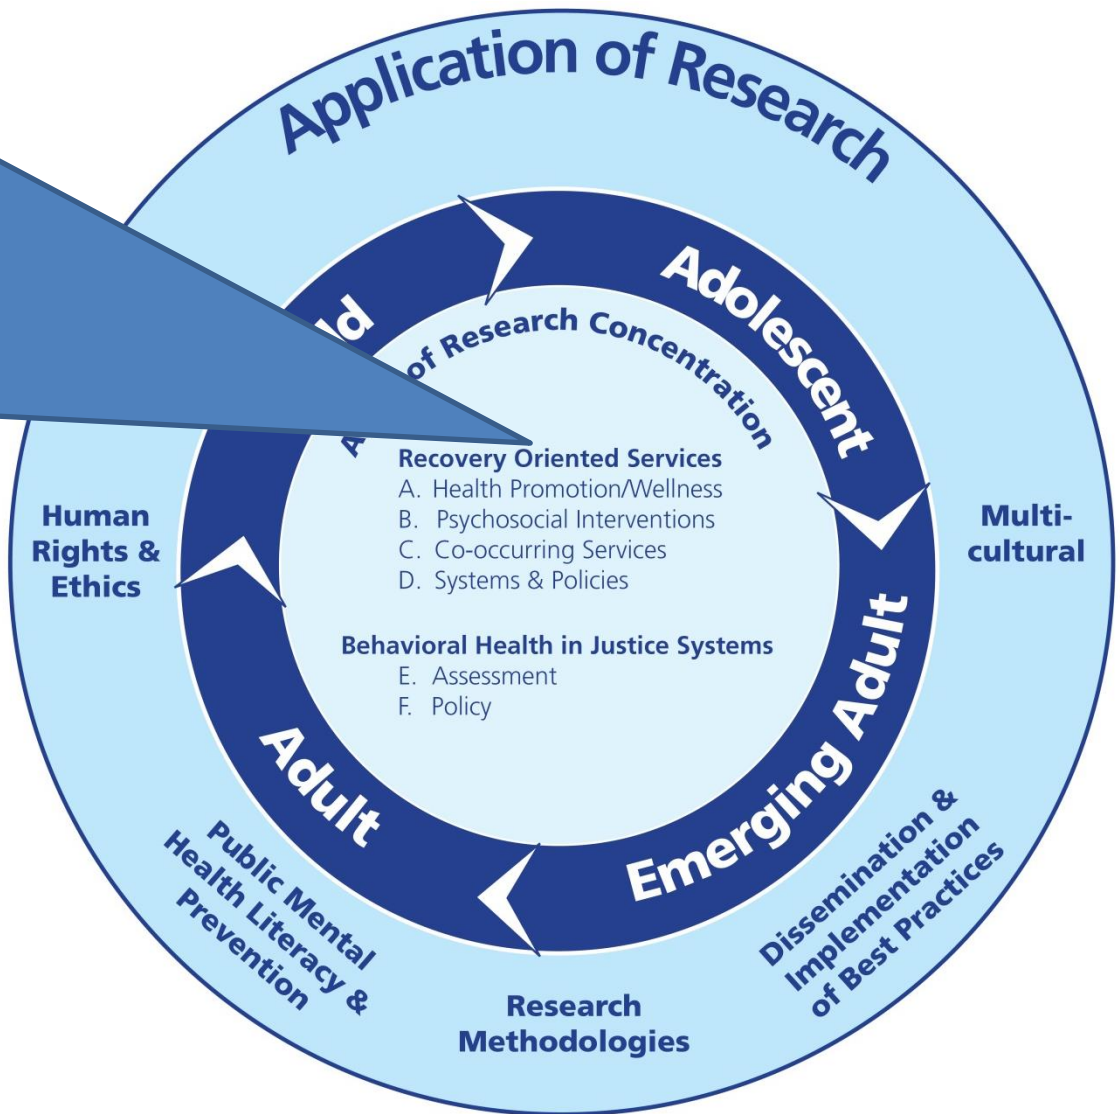 Application of Research
Adolescent
of Research Concentration
Recovery Oriented Services
A. Health Promotion/Wellness
B. Psychosocial Interventions
C. Co-occurring Services
D. Systems & Policies
Behavioral Health in Justice Systems
E. Assessment
F. Policy
Human
Rights &
Ethics
Multi-
cultural
Emerging Adult
Adult
Public Mental
Health Literacy &
Prevention
Research
Methodologies
Dissemination &
Implementation
of Best Practices